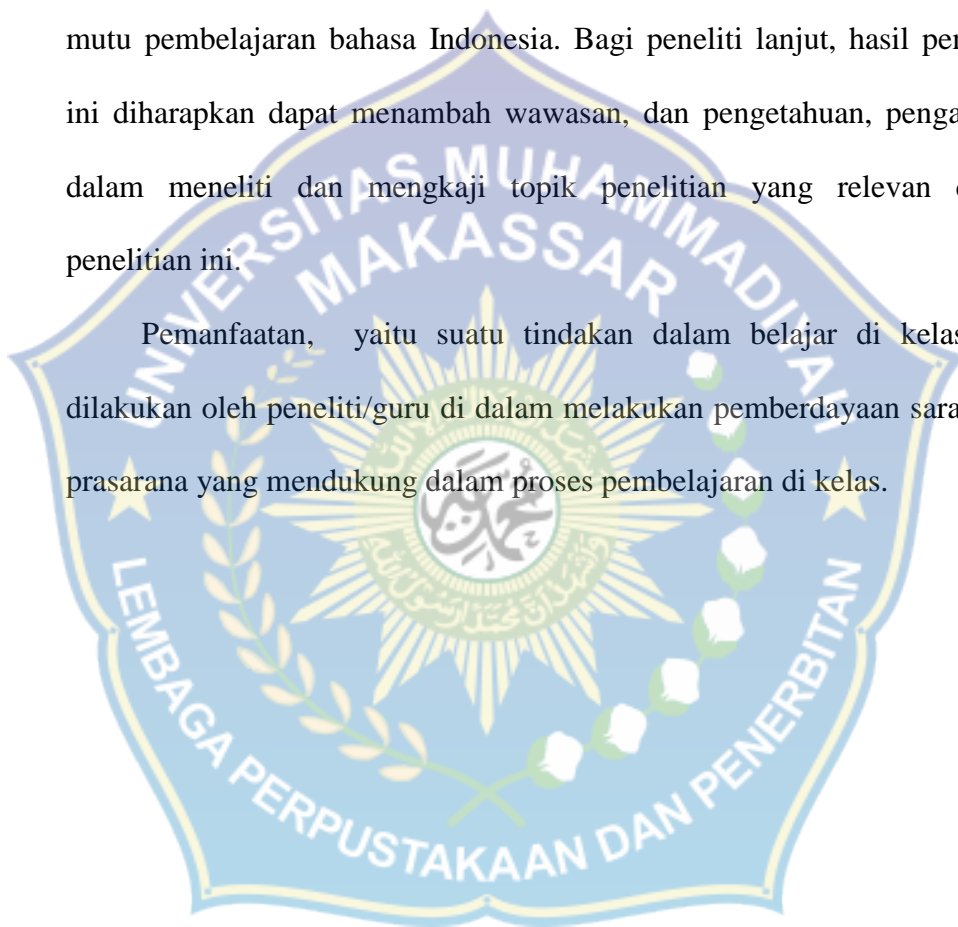 mutu pembelajaran bahasa Indonesia. Bagi peneliti lanjut, hasil per
ini diharapkan dapat menambah wawasan, dan pengetahuan, penga
dalam meneliti dan mengkaji topik penelitian yang relevan
penelitian ini.
Pemanfaatan, yaitu suatu tindakan dalam belajar di kelas
dilakukan oleh peneliti/guru di dalam melakukan pemberdayaan sara
prasarana yang mendukung dalam proses pembelajaran di kelas.
UNIVERSITAS MUHAMMADIYAH
MAKASSAR
LEMBAGA PERPUSTAKAAN DAN PENERBITAN